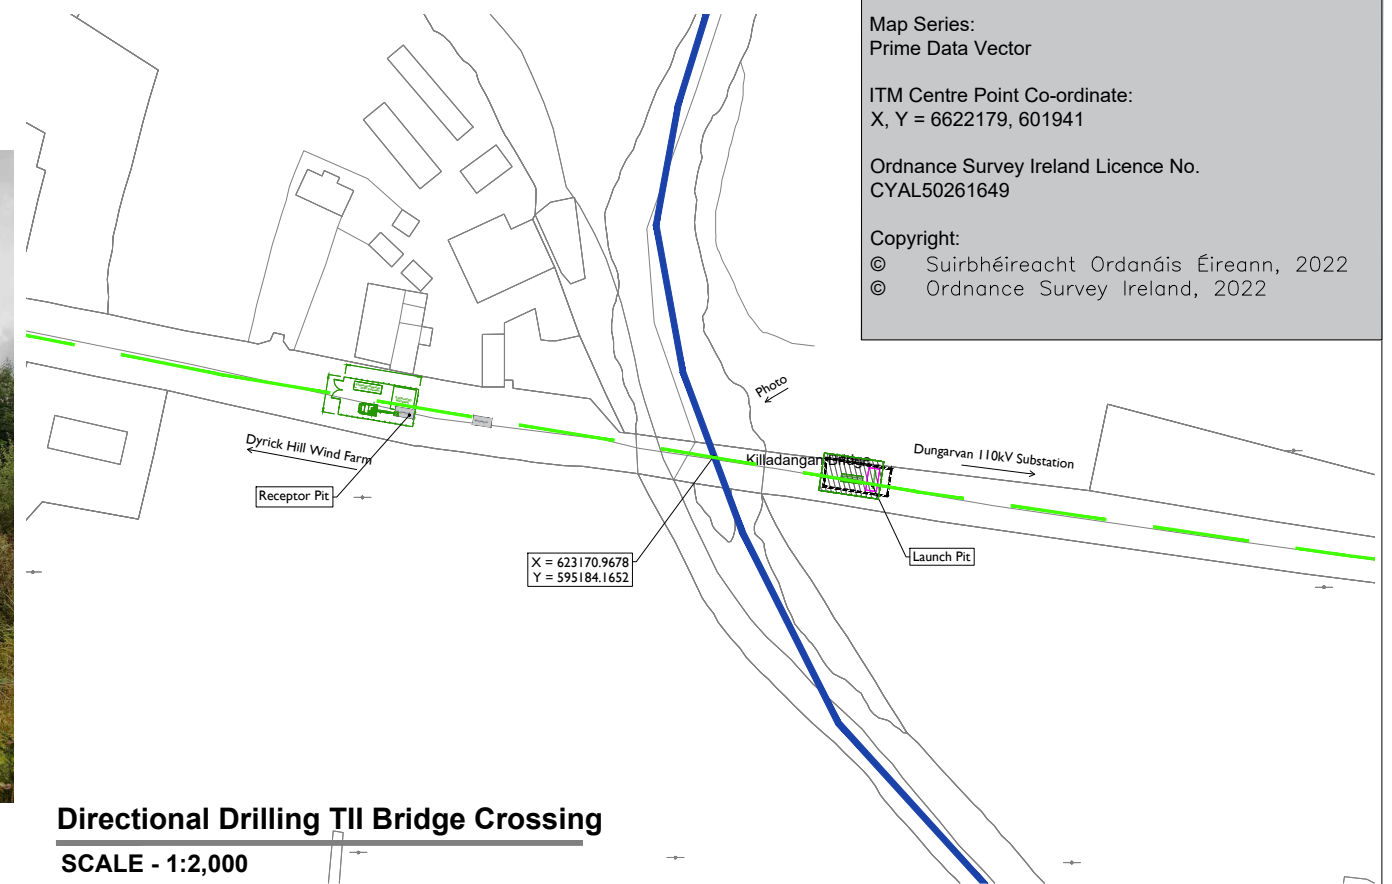 Map Series:
Prime Data Vector
ITM Centre Point Co-ordinate:
X, Y = 6622179, 601941
Ordnance Survey Ireland Licence No.
CYAL50261649
Copyright:
© Suirbhéireacht Ordanáis Éireann, 2022
© Ordnance Survey Ireland, 2022
Photo
Dyrick Hill Wind Farm
Killadangan Bridge
Dungarvan 110kV Substation
Receptor Pit
X = 623170.9678
Y = 595184.1652
Launch Pit
Directional Drilling TII Bridge Crossing
SCALE - 1:2,000